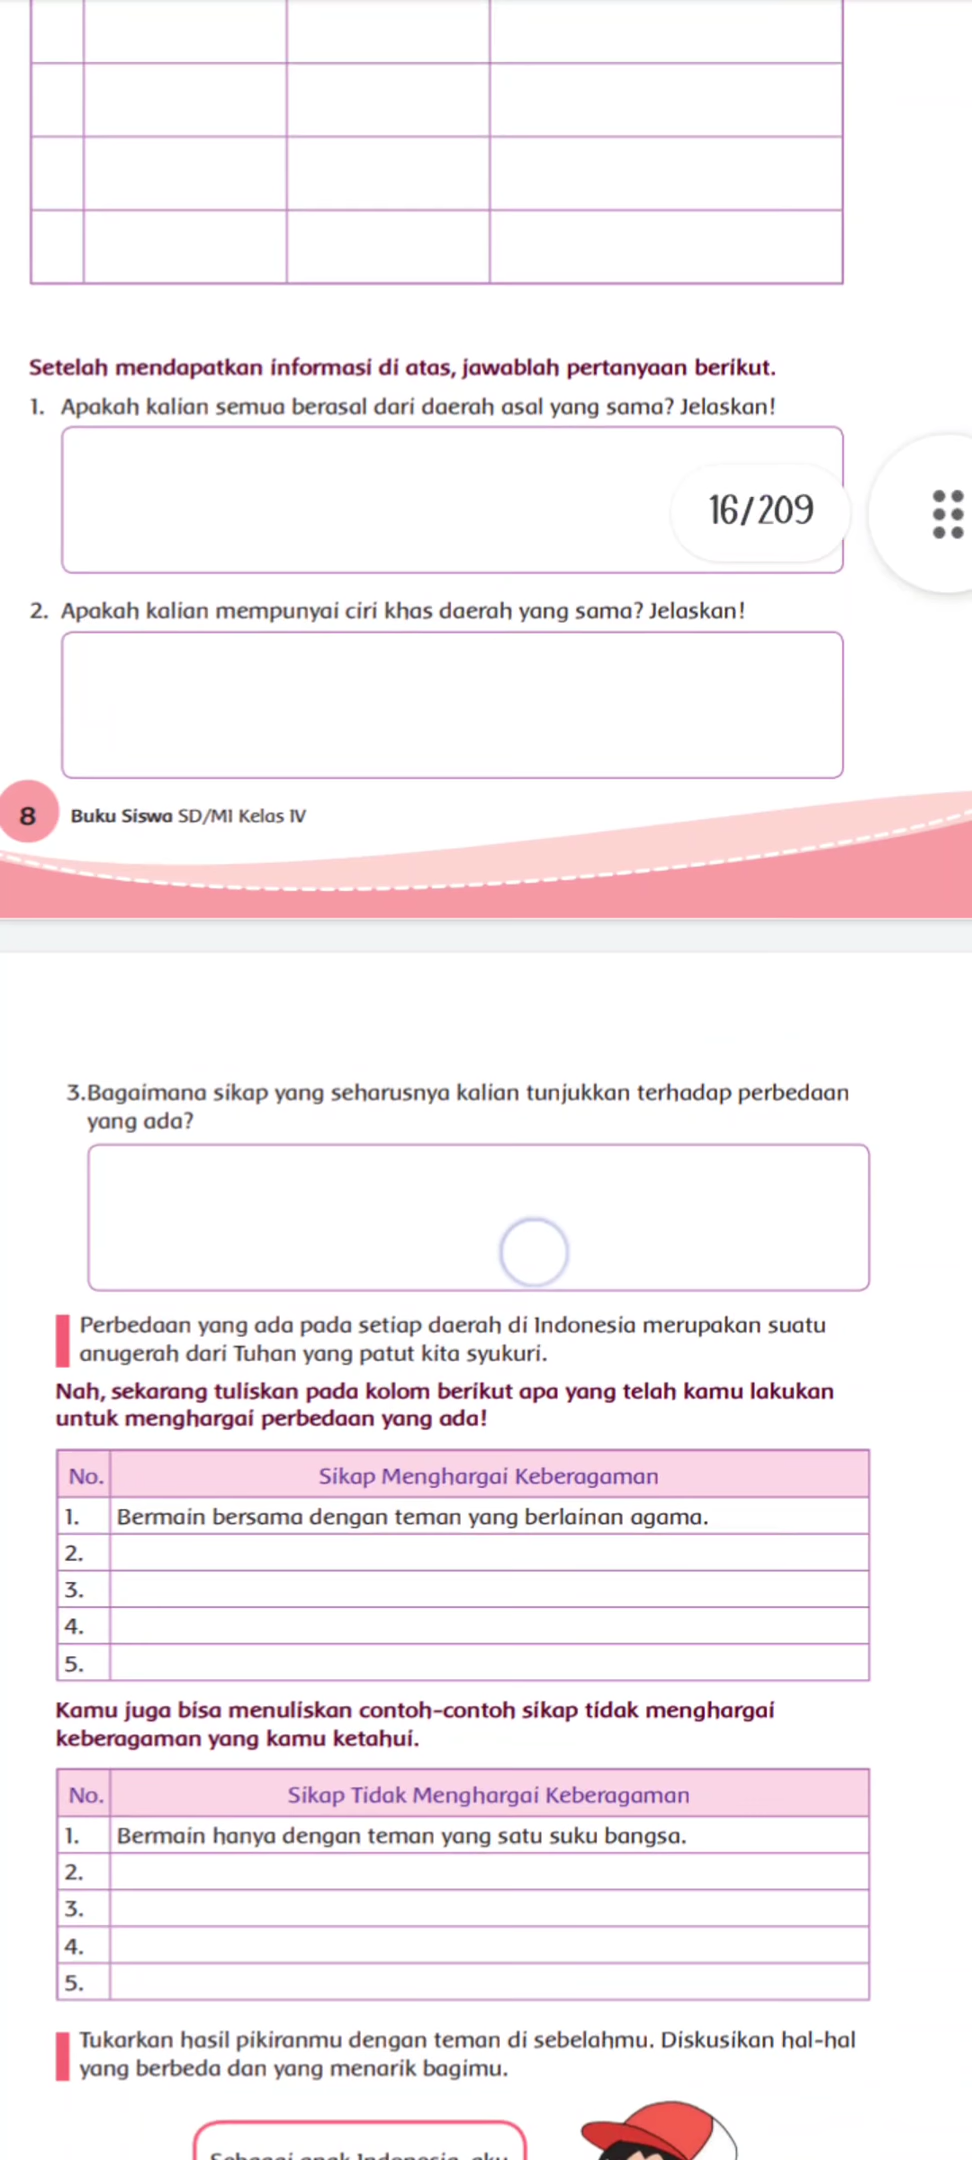 Setelah mendapatkan informasi di atas, jawablah pertanyaan berikut.
1. Apakah kalian semua berasal dari daerah asal yang sama? Jelaskan!
16/209
2. Apakah kalian mempunyai ciri khas daerah yang sama? Jelaskan!
8 Buku Siswa SD/MI Kelas IV
3.Bagaimana sikap yang seharusnya kalian tunjukkan terhadap perbedaan
yang ada?
Perbedaan yang ada pada setiap daerah di Indonesia merupakan suatu
anugerah dari Tuhan yang patut kita syukuri.
Nah, sekarang tuliskan pada kolom berikut apa yang telah kamu lakukan
untuk menghargai perbedaan yang ada!
No. Sikap Menghargai Keberagaman
1. Bermain bersama dengan teman yang berlainan agama.
2.
3.
4.
5.
Kamu juga bisa menuliskan contoh-contoh sikap tidak menghargai
keberagaman yang kamu ketahui.
No. Sikap Tidak Menghargai Keberagaman
1. Bermain hanya dengan teman yang satu suku bangsa.
2.
3.
4.
5.
Tukarkan hasil pikiranmu dengan teman di sebelahmu. Diskusikan hal-hal
yang berbeda dan yang menarik bagimu.
Sebagai anak Indonesia, aku